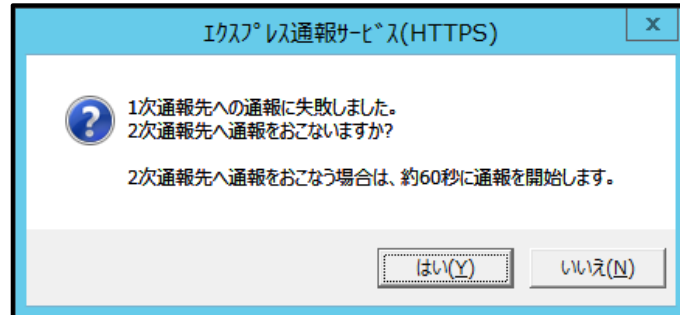 エクスプレス通報サービス(HTTPS)
x
?
1次通報先への通報に失敗しました。
2次通報先へ通報をおこないますか?
2次通報先へ通報をおこなう場合は、約60秒に通報を開始します。
はい(Y)
いいえ(N)